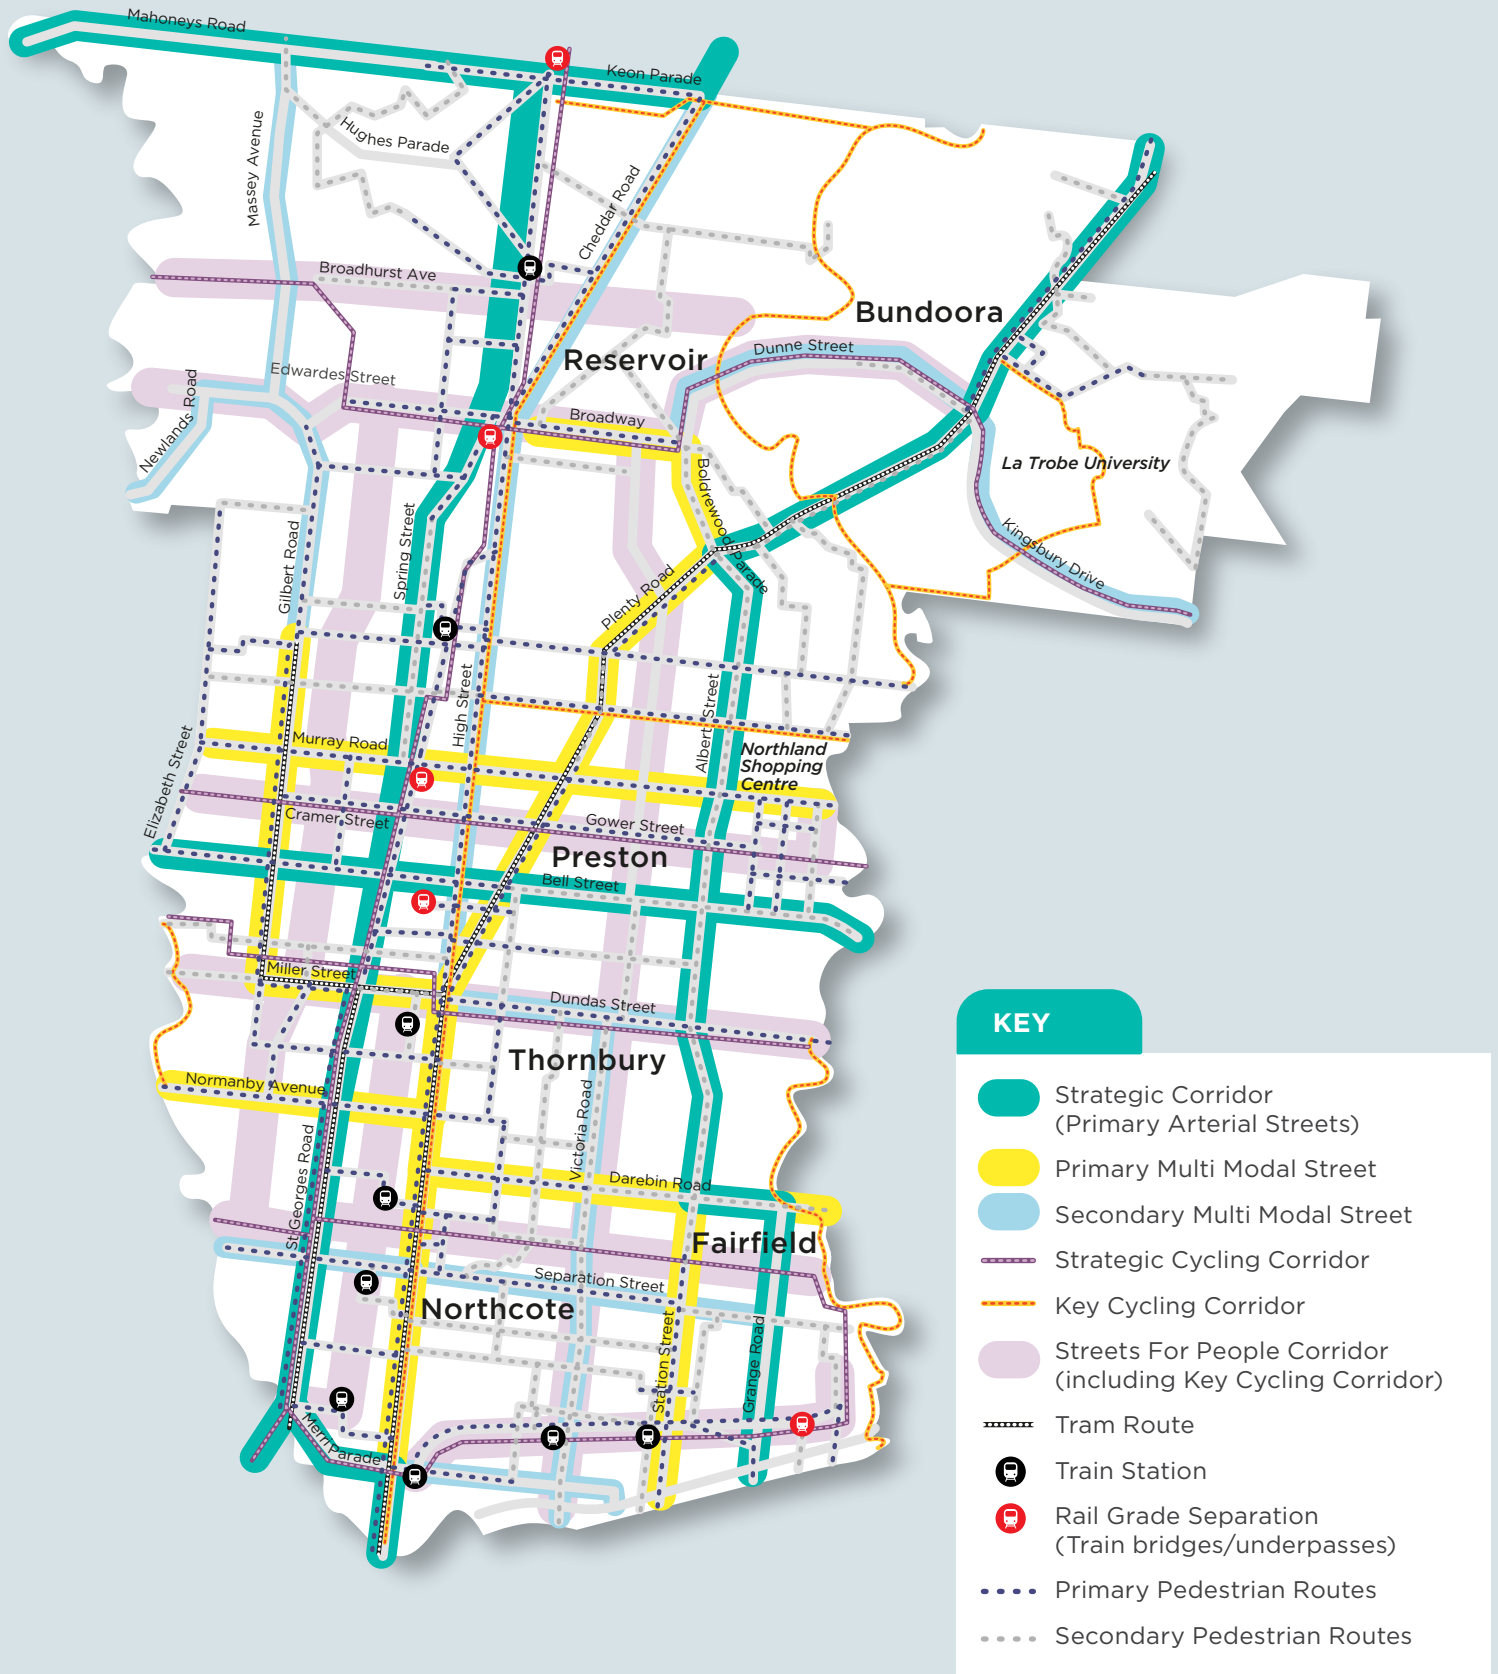 Mahoneys Road
Keon Parade
Massey Avenue
Hughes Parade
Cheddar Road
Broadhurst Ave
Bundoora
Reservoir
Dunne Street
Edwardes Street
Newlands Road
Broadway
Boldrewood Parade
La Trobe University
Kingsbury Drive
Gilbert Road
Spring Street
Plenty Road
High Street
Albert Street
Elizabeth Street
Murray Road
Northland
Shopping
Centre
Cramer Street
Gower Street
Preston
Bell Street
Miller Street
Dundas Street
Thornbury
Normanby Avenue
Victoria Road
St Georges Road
Darebin Road
Fairfield
Separation Street
Northcote
Station Street
Grange Road
Merri Parade
KEY
Strategic Corridor
(Primary Arterial Streets)
Primary Multi Modal Street
Secondary Multi Modal Street
Strategic Cycling Corridor
Key Cycling Corridor
Streets For People Corridor
(including Key Cycling Corridor)
Tram Route
Train Station
Rail Grade Separation
(Train bridges/underpasses)
Primary Pedestrian Routes
Secondary Pedestrian Routes